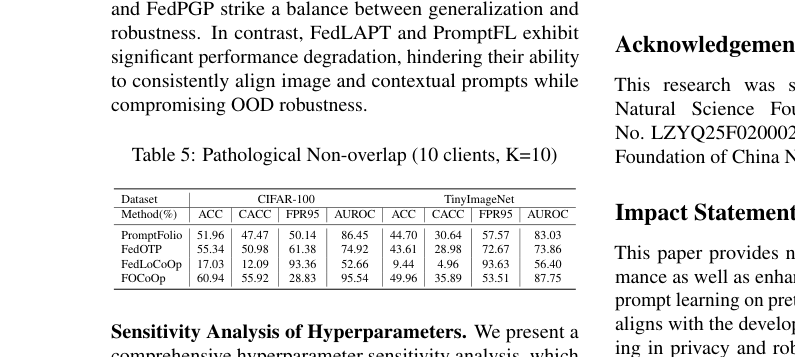 and FedPGP strike a balance between generalization and
robustness. In contrast, FedLAPT and PromptFL exhibit
significant performance degradation, hindering their ability
to consistently align image and contextual prompts while
compromising OOD robustness.
Table 5: Pathological Non-overlap (10 clients, K=10)
Dataset CIFAR-100 TinyImageNet
Method(%) ACC CACC FPR95 AUROC ACC CACC FPR95 AUROC
PromptFolio 51.96 47.47 50.14 86.45 44.70 30.64 57.57 83.03
FedOTP 55.34 50.98 61.38 74.92 43.61 28.98 72.67 73.86
FedLoCoOp 17.03 12.09 93.36 52.66 9.44 4.96 93.63 56.40
FOCoOp 60.94 55.92 28.83 95.54 49.96 35.89 53.51 87.75
Sensitivity Analysis of Hyperparameters. We present a
comprehensive hyperparameter sensitivity analysis, which
Acknowledgemen
This research was s
Natural Science Fou
No. LZYQ25F020002
Foundation of China N
Impact Statement
This paper provides n
mance as well as enha
prompt learning on pret
aligns with the develop
ing in privacy and rob